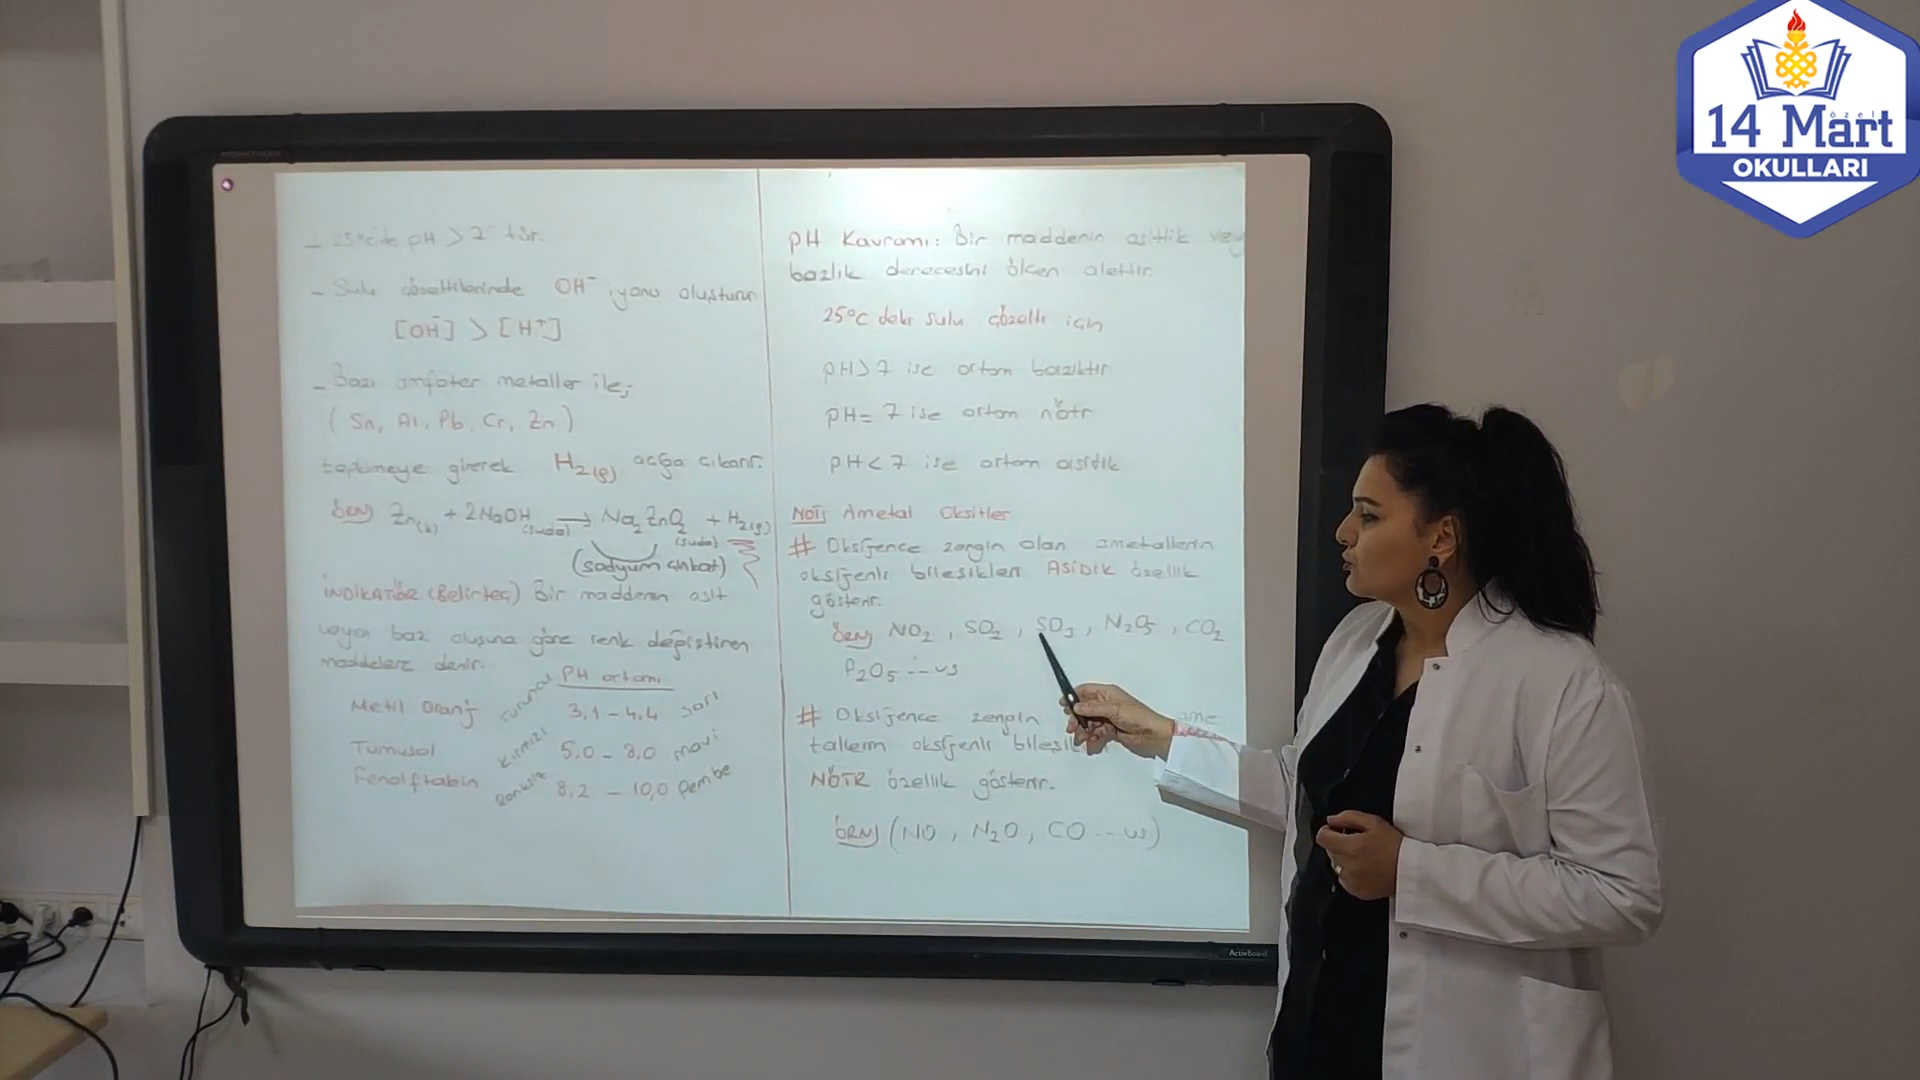 - 25°C'de pH > 7 tür.
- Sulu çözeltilerinde OH⁻ iyonu oluşturur
[OH⁻] > [H⁺]
- Bazı amfoter metaller ile;
(Sn, Al, Pb, Cr, Zn)
tepkimeye girerek H₂(g) açığa çıkarır.
ÖRN/ Zn(k) + 2NaOH(suda) → Na₂ZnO₂(suda) + H₂(g)
(sodyum çinkat)
İNDİKATÖR (Belirteç) Bir maddenin asit
veya baz oluşuna göre renk değiştiren
maddelere denir.
PH ortamı
Metil Oranj Turuncu 3,1 - 4,4 sarı
Turnusol Kırmızı 5,0 - 8,0 mavi
Fenolftalein Renksiz 8,2 - 10,0 Pembe
pH Kavramı: Bir maddenin asitlik vey
bazlık derecesini ölçen alettir.
25°C deki sulu çözelti için
pH > 7 ise ortam baziktir
pH = 7 ise ortam nötr
pH < 7 ise ortam asidik
NOT: Ametal Oksitler
# Oksijence zengin olan ametallerin
oksijenli bileşikleri ASİDİK özellik
gösterir.
ÖRN/ NO₂, SO₂, SO₃, N₂O₅, CO₂
P₂O₅ --- vs
# Oksijence zengin ame
tallerin oksijenli
NÖTR özellik gösterir.
ÖRN/ (NO, N₂O, CO --- vs)
ActivBoard
özel
14 Mart
OKULLARI